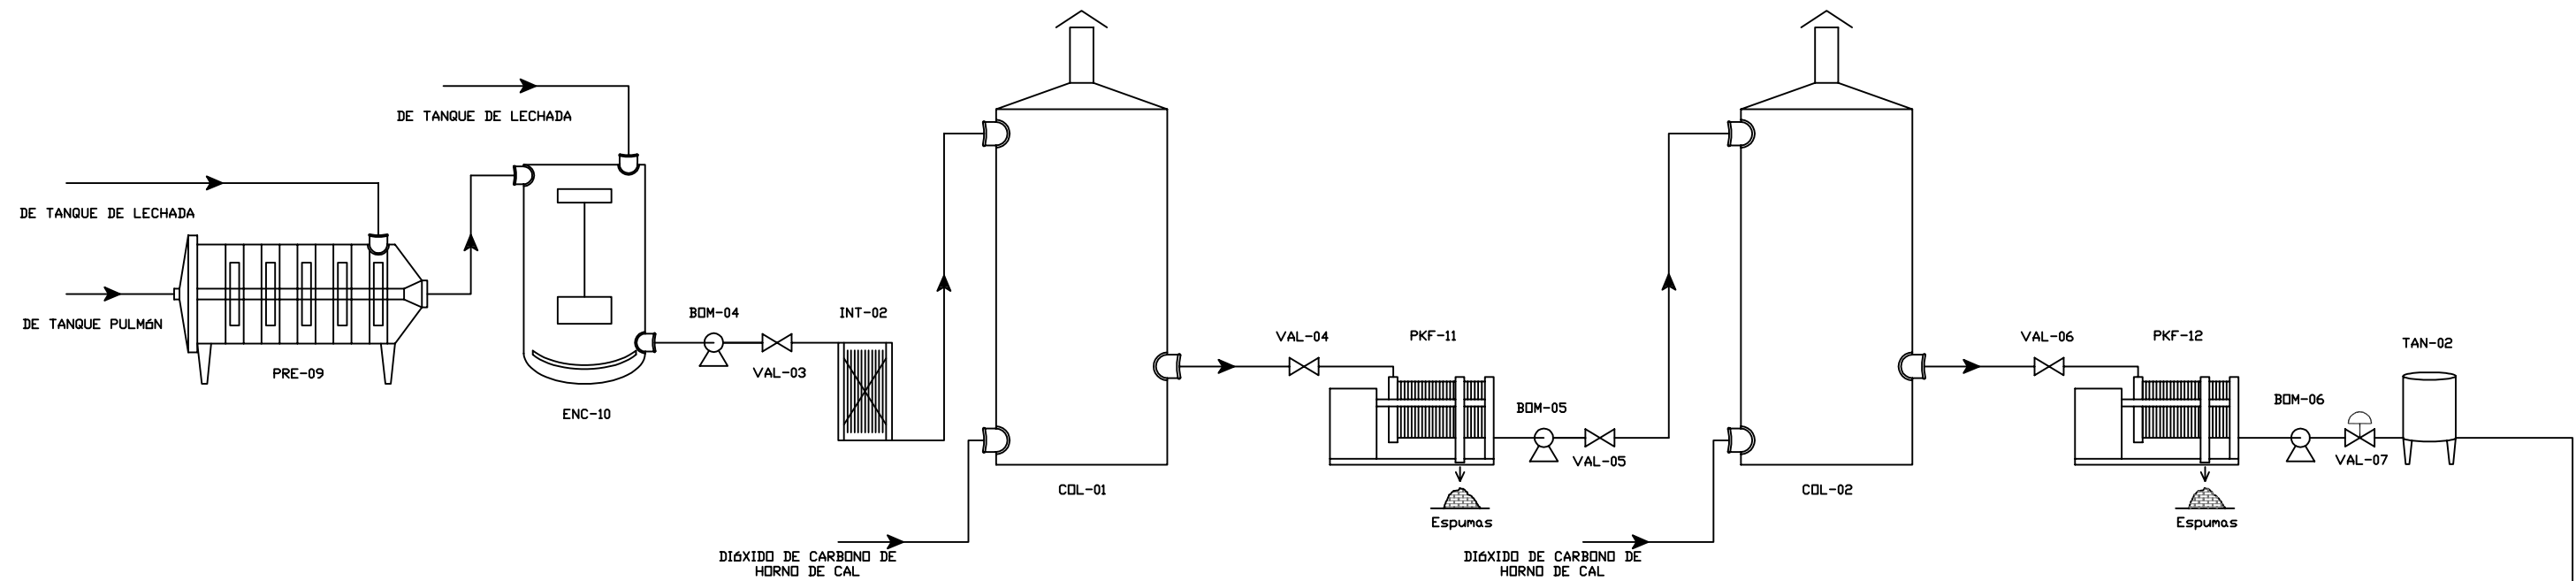 DE TANQUE DE LECHADA
DE TANQUE DE LECHADA
DE TANQUE PULMóN
PRE-09
ENC-10
BOM-04
VAL-03
INT-02
COL-01
DIóXIDO DE CARBONO DE
HORNO DE CAL
VAL-04
PKF-11
Espumas
BOM-05
VAL-05
COL-02
DIóXIDO DE CARBONO DE
HORNO DE CAL
VAL-06
PKF-12
Espumas
BOM-06
VAL-07
TAN-02